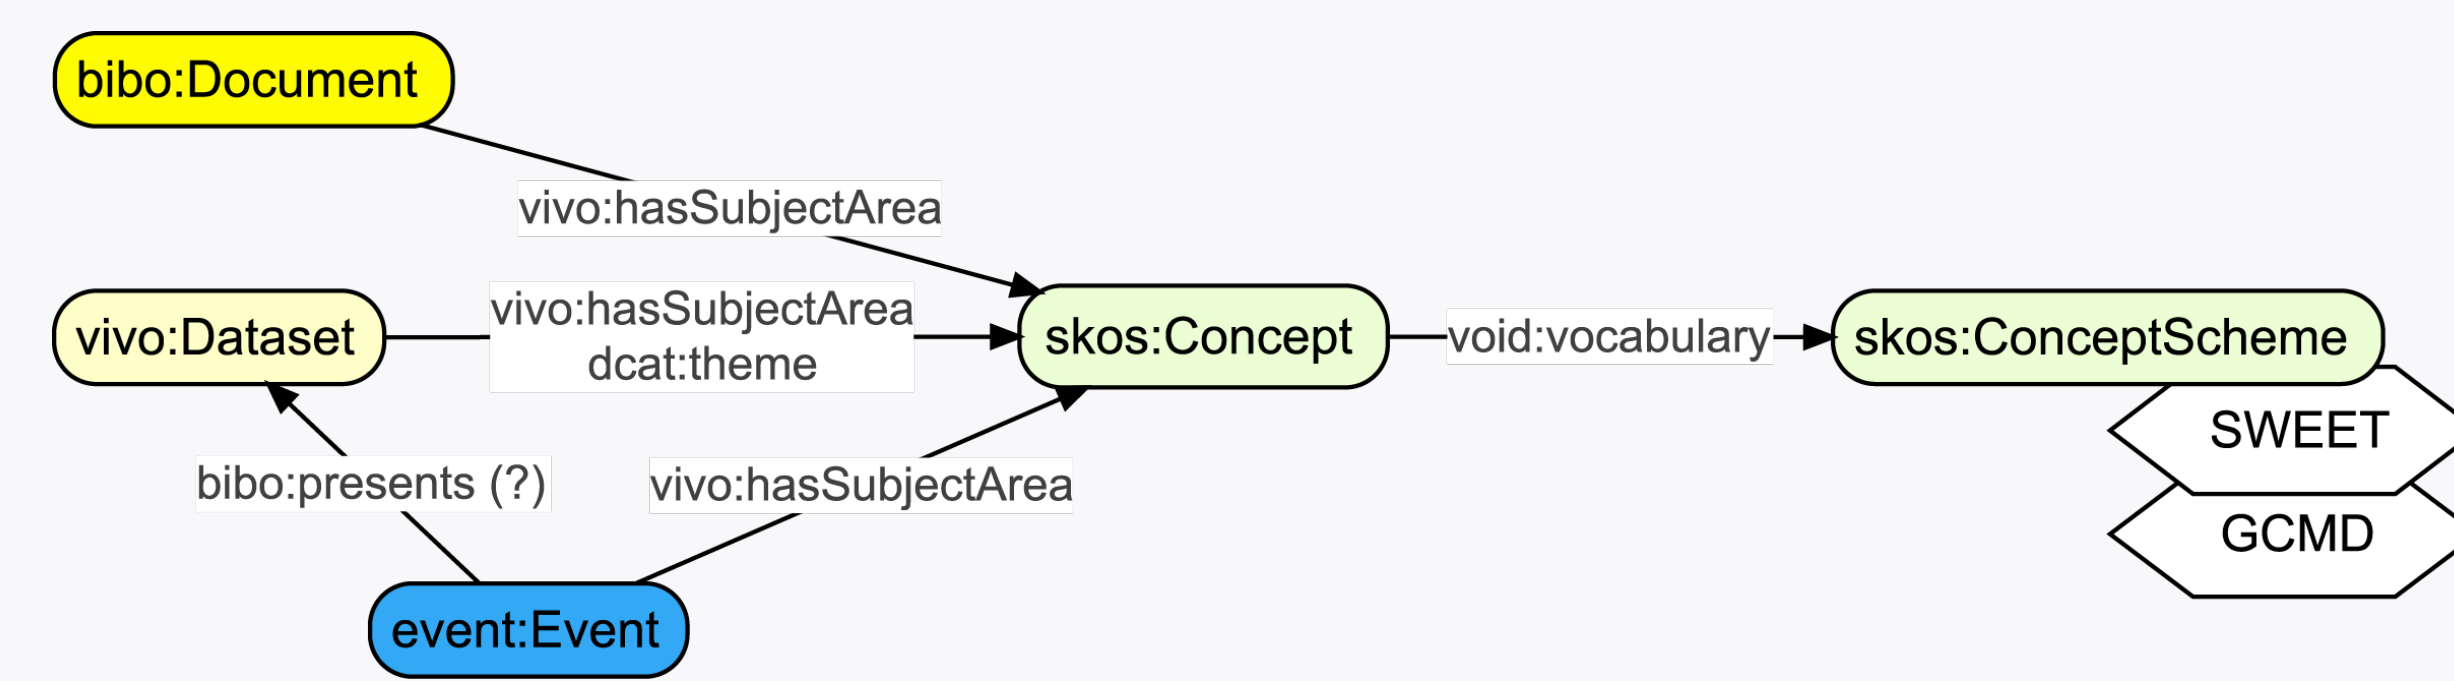 bibo:Document
vivo:hasSubjectArea
vivo:Dataset
vivo:hasSubjectArea
dcat:theme
skos:Concept
void:vocabulary
skos:ConceptScheme
SWEET
bibo:presents (?)
vivo:hasSubjectArea
GCMD
event:Event